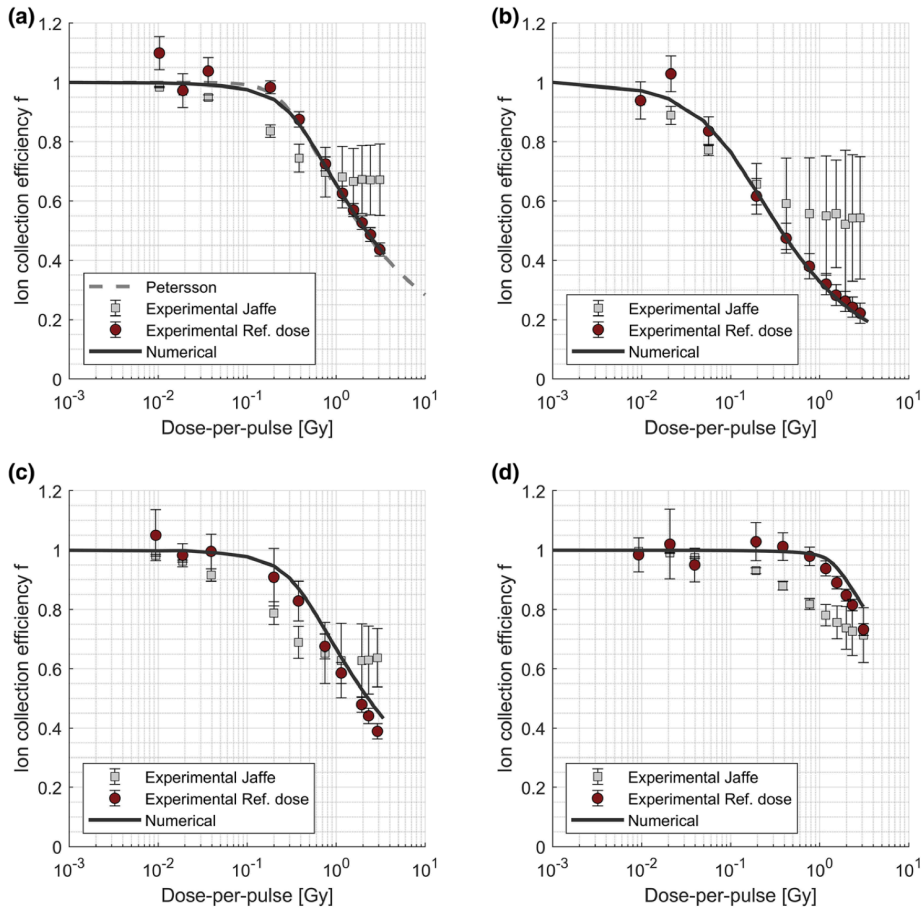 (a)
1.2
1
0.8
0.6
0.4
0.2
0
Ion collection efficiency f
Petersson
Experimental Jaffe
Experimental Ref. dose
Numerical
10⁻³ 10⁻² 10⁻¹ 10⁰ 10¹
Dose-per-pulse [Gy]
(b)
1.2
1
0.8
0.6
0.4
0.2
0
Ion collection efficiency f
Experimental Jaffe
Experimental Ref. dose
Numerical
10⁻³ 10⁻² 10⁻¹ 10⁰ 10¹
Dose-per-pulse [Gy]
(c)
1.2
1
0.8
0.6
0.4
0.2
0
Ion collection efficiency f
Experimental Jaffe
Experimental Ref. dose
Numerical
10⁻³ 10⁻² 10⁻¹ 10⁰ 10¹
Dose-per-pulse [Gy]
(d)
1.2
1
0.8
0.6
0.4
0.2
0
Ion collection efficiency f
Experimental Jaffe
Experimental Ref. dose
Numerical
10⁻³ 10⁻² 10⁻¹ 10⁰ 10¹
Dose-per-pulse [Gy]